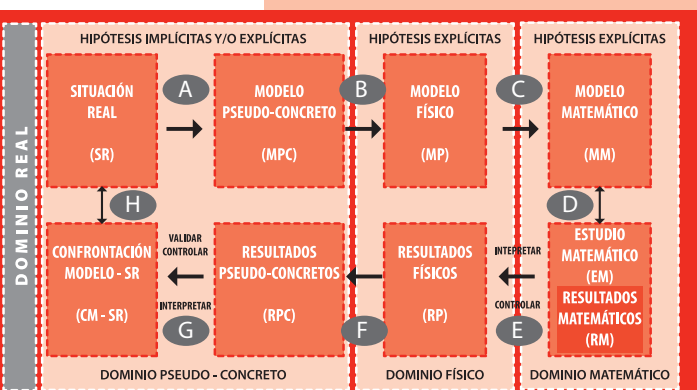 HIPÓTESIS IMPLÍCITAS Y/O EXPLÍCITAS
HIPÓTESIS EXPLÍCITAS
HIPÓTESIS EXPLÍCITAS
DOMINIO REAL
SITUACIÓN
REAL
(SR)
A
MODELO
PSEUDO-CONCRETO
(MPC)
B
MODELO
FÍSICO
(MP)
C
MODELO
MATEMÁTICO
(MM)
H
D
CONFRONTACIÓN
MODELO - SR
(CM - SR)
VALIDAR
CONTROLAR
INTERPRETAR
G
RESULTADOS
PSEUDO-CONCRETOS
(RPC)
F
RESULTADOS
FÍSICOS
(RP)
INTEPRETAR
CONTROLAR
E
ESTUDIO
MATEMÁTICO
(EM)
RESULTADOS
MATEMÁTICOS
(RM)
DOMINIO PSEUDO - CONCRETO
DOMINIO FÍSICO
DOMINIO MATEMÁTICO